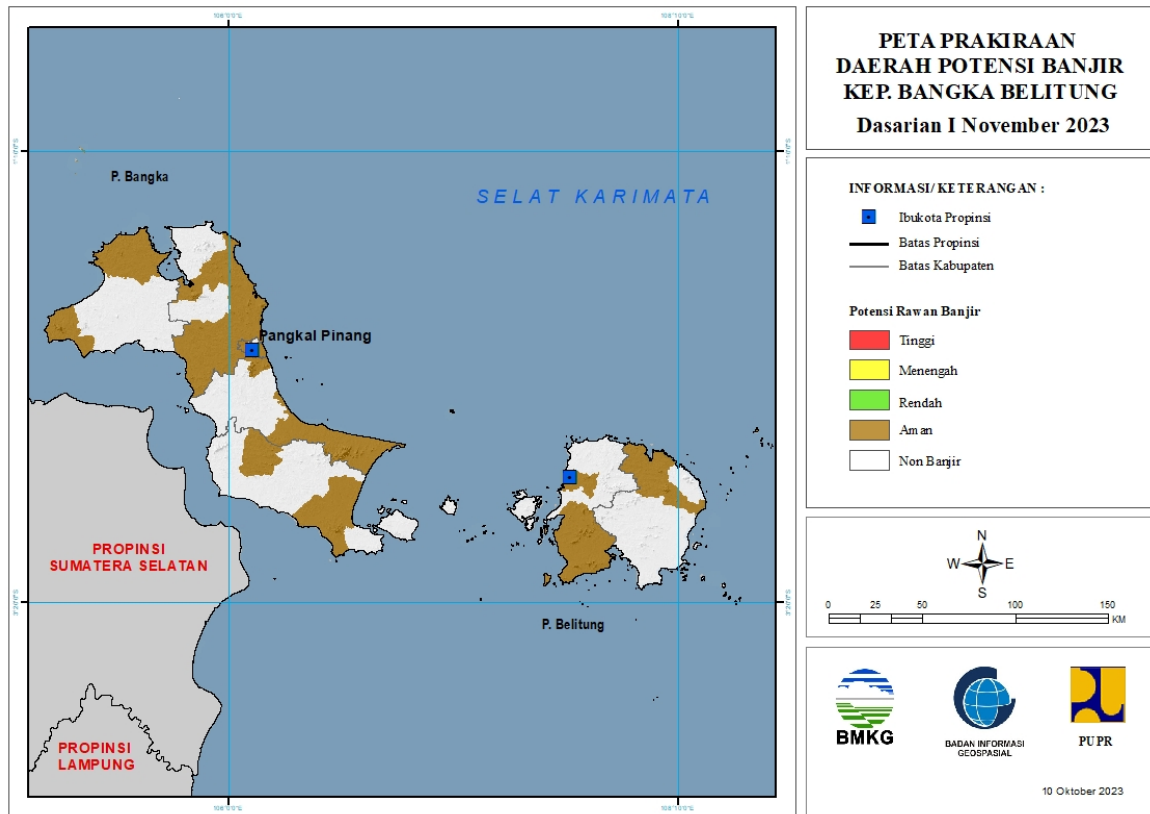 PETA PRAKIRAAN
DAERAH POTENSI BANJIR
KEP. BANGKA BELITUNG
Dasarian I November 2023
P. Bangka
SELAT KARIMATA
Pangkal Pinang
PROPINSI
SUMATERA SELATAN
P. Belitung
PROPINSI
LAMPUNG
INFORMASI/ KETERANGAN :
Ibukota Propinsi
Batas Propinsi
Batas Kabupaten
Potensi Rawan Banjir
Tinggi
Menengah
Rendah
Aman
Non Banjir
N
W E
S
0 25 50 100 150
KM
BMKG
BADAN INFORMASI
GEOSPASIAL
PUPR
10 Oktober 2023